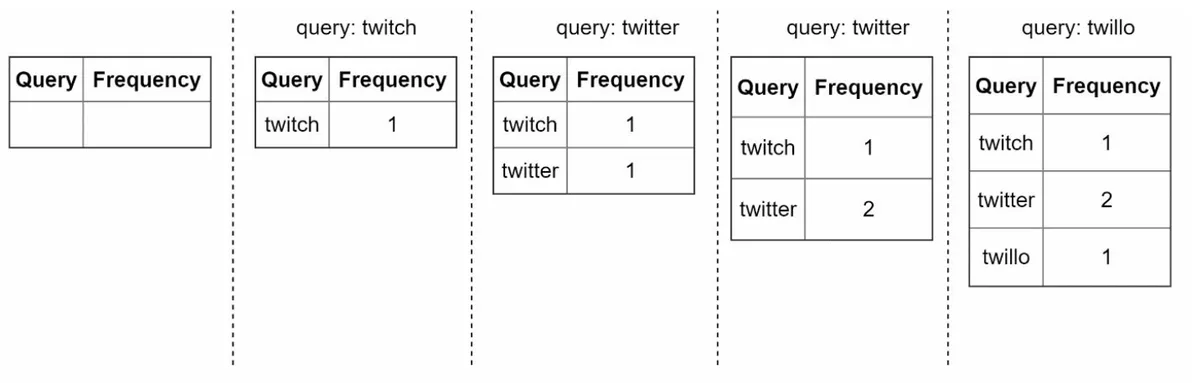 Query Frequency
query: twitch
Query Frequency
twitch 1
query: twitter
Query Frequency
twitch 1
twitter 1
query: twitter
Query Frequency
twitch 1
twitter 2
query: twillo
Query Frequency
twitch 1
twitter 2
twillo 1